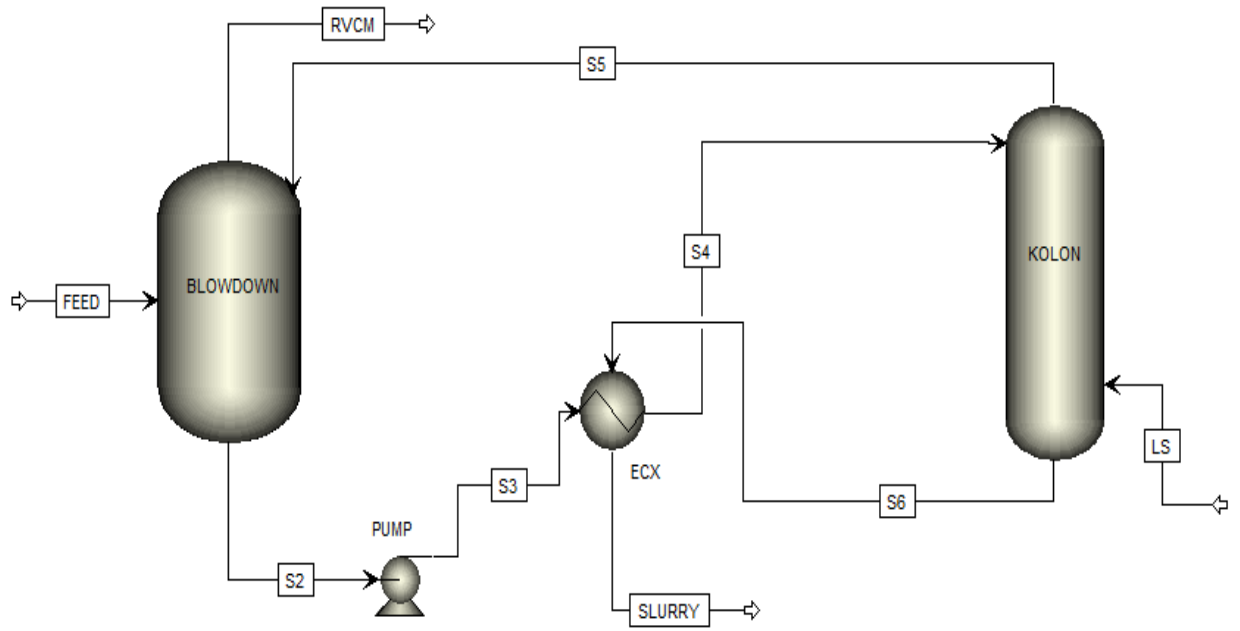 RVCM
S5
BLOWDOWN
FEED
S4
KOLON
S3
ECX
LS
S6
PUMP
S2
SLURRY